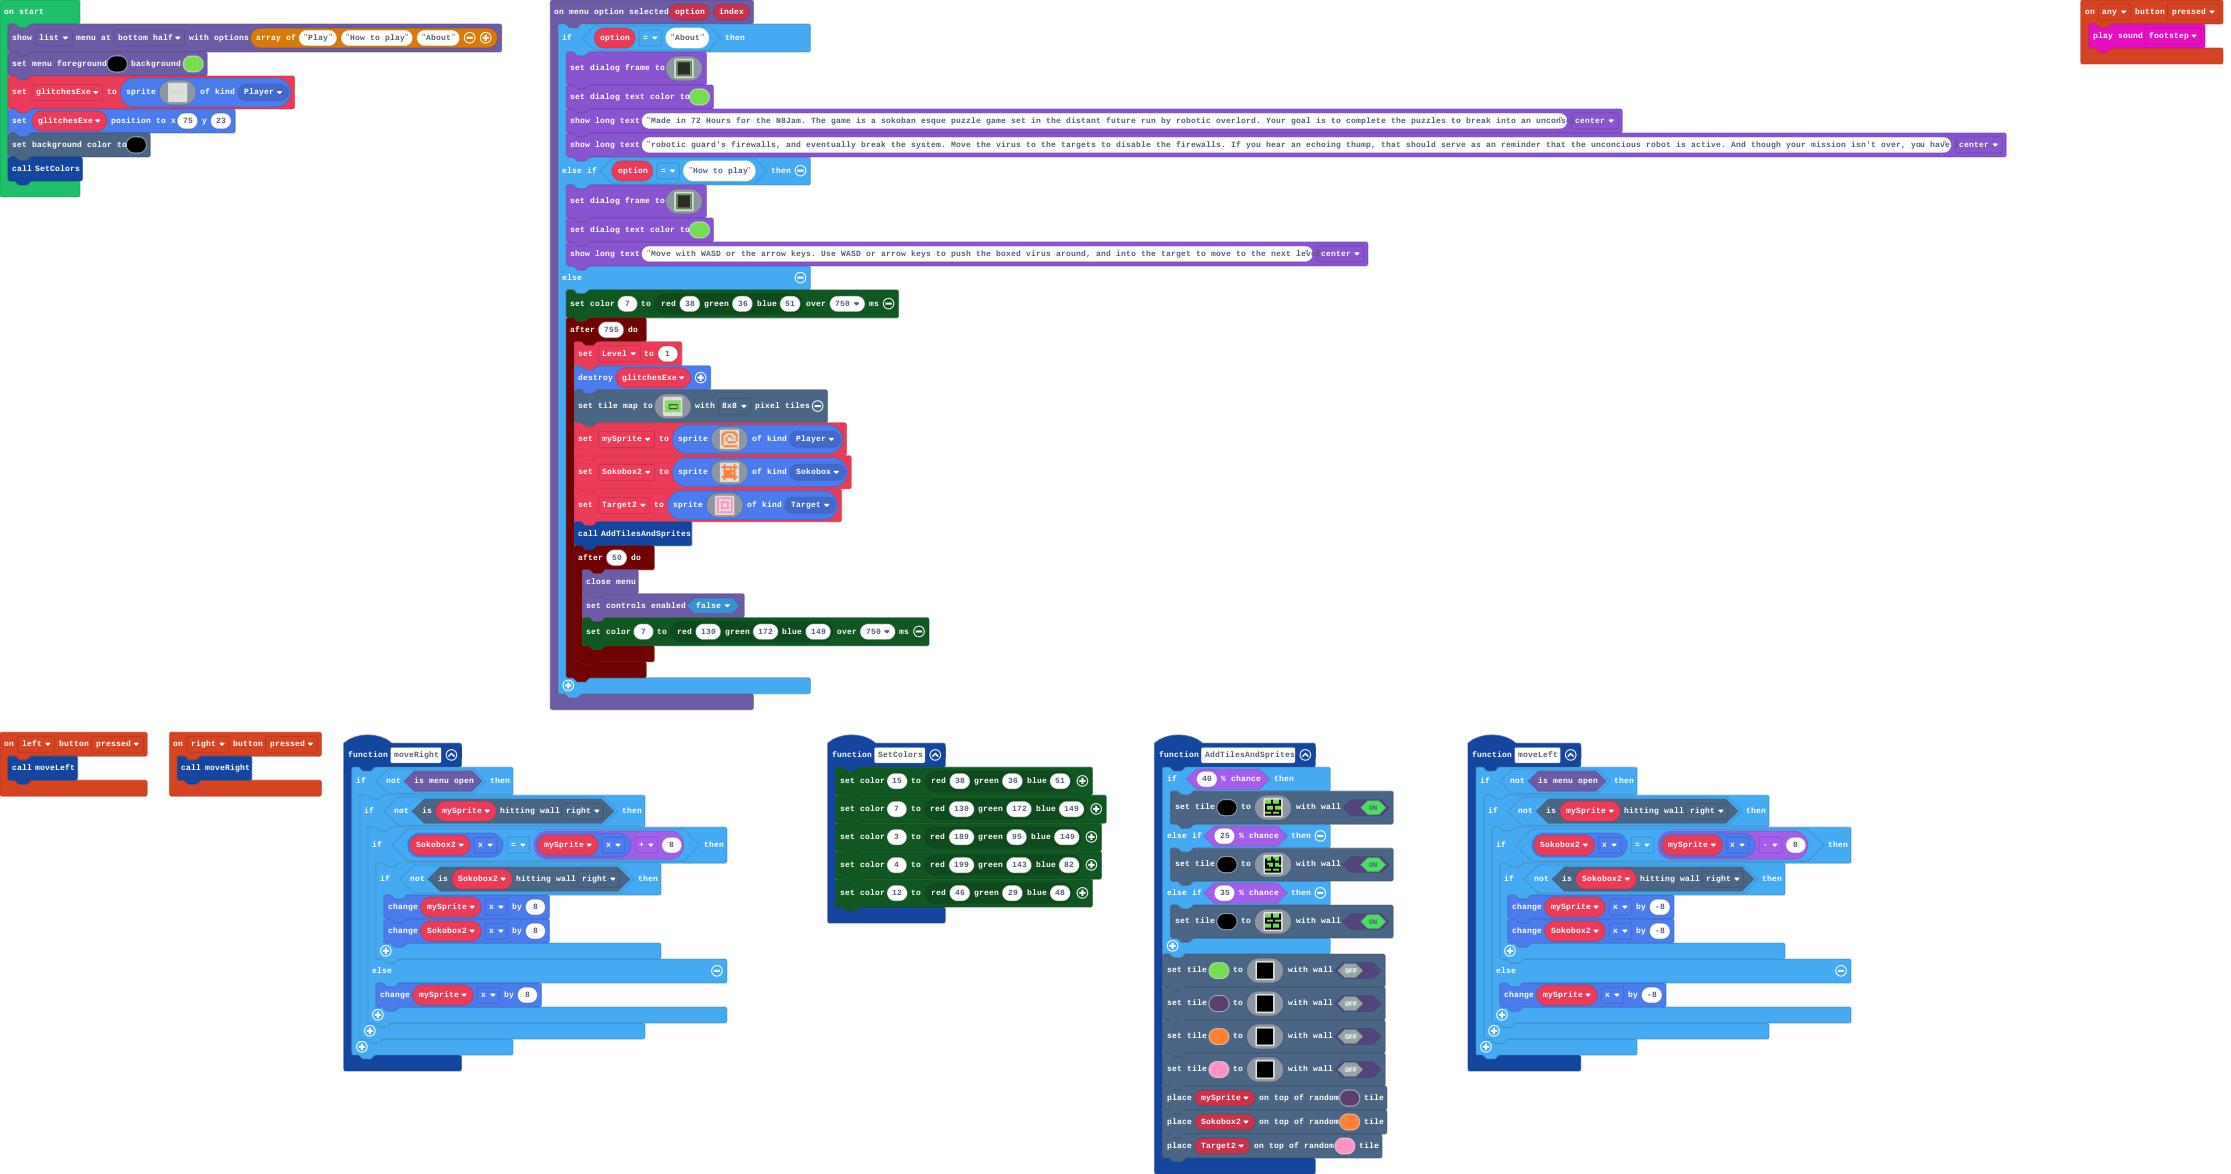 on start
show list menu at bottom half with options array of "Play" "How to play" "About"
set menu foreground background
set glitchesExe to sprite of kind Player
set glitchesExe position to x 75 y 23
set background color to
call SetColors
on menu option selected option index
if option = "About" then
set dialog frame to
set dialog text color to
show long text "Made in 72 Hours for the N8Jam. The game is a sokoban esque puzzle game set in the distant future run by robotic overlord. Your goal is to complete the puzzles to break into an uncons center
show long text "robotic guard's firewalls, and eventually break the system. Move the virus to the targets to disable the firewalls. If you hear an echoing thump, that should serve as an reminder that the unconcious robot is active. And though your mission isn't over, you have center
else if option = "How to play" then
set dialog frame to
set dialog text color to
show long text "Move with WASD or the arrow keys. Use WASD or arrow keys to push the boxed virus around, and into the target to move to the next leve center
else
set color 7 to red 38 green 36 blue 51 over 750 ms
after 755 do
set Level to 1
destroy glitchesExe
set tile map to with 8x8 pixel tiles
set mySprite to sprite of kind Player
set Sokobox2 to sprite of kind Sokobox
set Target2 to sprite of kind Target
call AddTilesAndSprites
after 50 do
close menu
set controls enabled false
set color 7 to red 130 green 172 blue 149 over 750 ms
on any button pressed
play sound footstep
on left button pressed
call moveLeft
on right button pressed
call moveRight
function moveRight
if not is menu open then
if not is mySprite hitting wall right then
if Sokobox2 x = mySprite x + 8 then
if not is Sokobox2 hitting wall right then
change mySprite x by 8
change Sokobox2 x by 8
else
change mySprite x by 8
function SetColors
set color 15 to red 38 green 36 blue 51
set color 7 to red 130 green 172 blue 149
set color 3 to red 189 green 95 blue 149
set color 4 to red 199 green 143 blue 82
set color 12 to red 46 green 29 blue 48
function AddTilesAndSprites
if 40 % chance then
set tile to with wall ON
else if 25 % chance then
set tile to with wall ON
else if 35 % chance then
set tile to with wall ON
set tile to with wall OFF
set tile to with wall OFF
set tile to with wall OFF
set tile to with wall OFF
place mySprite on top of random tile
place Sokobox2 on top of random tile
place Target2 on top of random tile
function moveLeft
if not is menu open then
if not is mySprite hitting wall right then
if Sokobox2 x = mySprite x - 8 then
if not is Sokobox2 hitting wall right then
change mySprite x by -8
change Sokobox2 x by -8
else
change mySprite x by -8